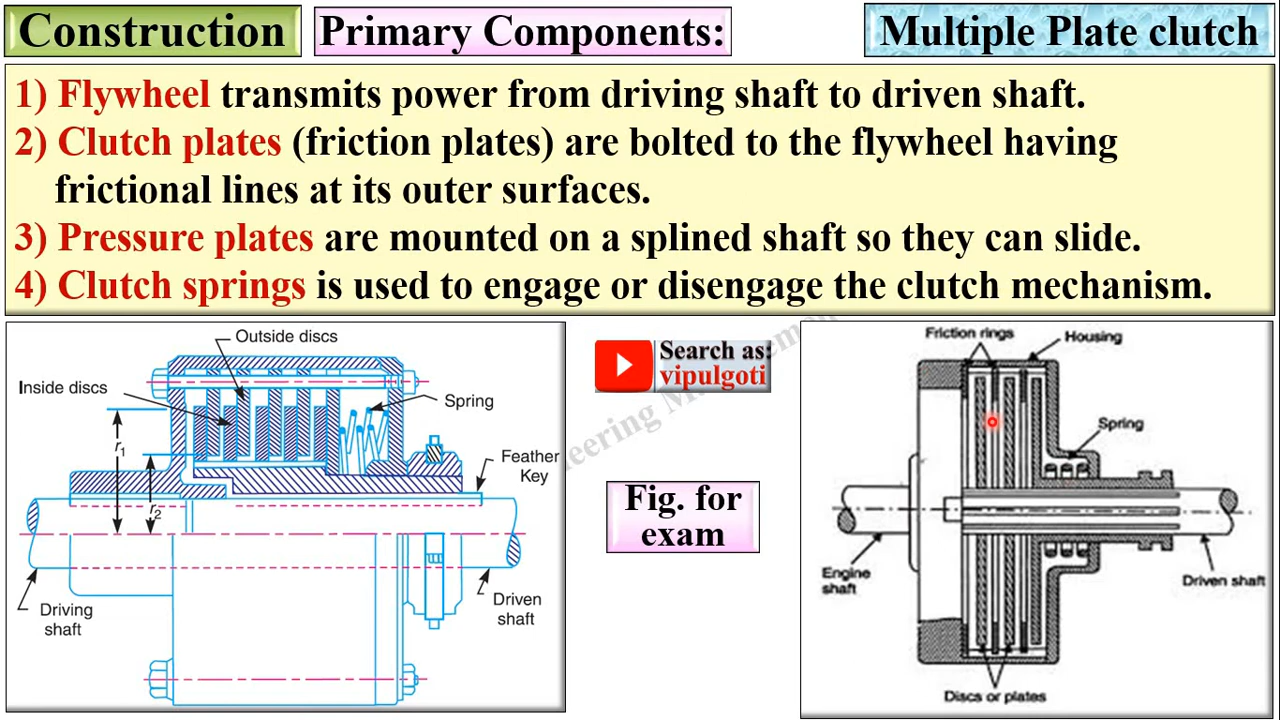 Construction
Primary Components:
Multiple Plate clutch
1) Flywheel transmits power from driving shaft to driven shaft.
2) Clutch plates (friction plates) are bolted to the flywheel having
frictional lines at its outer surfaces.
3) Pressure plates are mounted on a splined shaft so they can slide.
4) Clutch springs is used to engage or disengage the clutch mechanism.
Outside discs
Inside discs
Spring
Feather
Key
r1
r2
Driving
shaft
Driven
shaft
Search as:
vipulgoti
Fig. for
exam
Friction rings
Housing
Spring
Engine
shaft
Driven shaft
Discs or plates